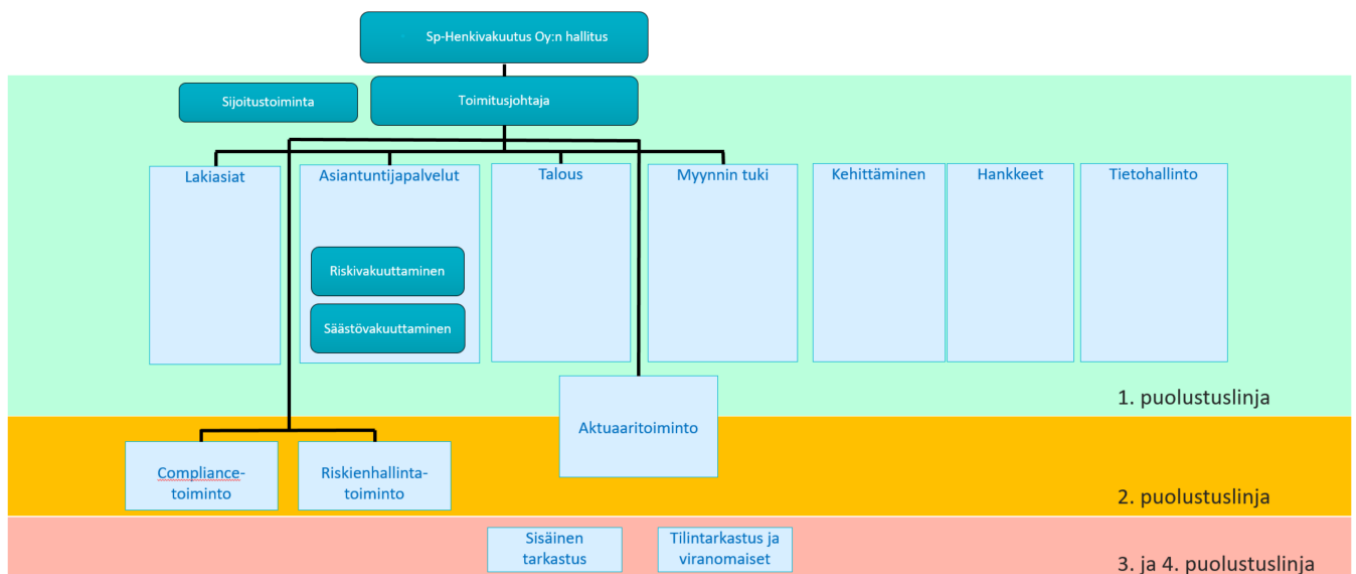 Sp-Henkivakuutus Oy:n hallitus
Sijoitustoiminta
Toimitusjohtaja
Lakiasiat
Asiantuntijapalvelut
Talous
Myynnin tuki
Kehittäminen
Hankkeet
Tietohallinto
Riskivakuuttaminen
Säästövakuuttaminen
1. puolustuslinja
Aktuaaritoiminto
Compliance-
toiminto
Riskienhallinta-
toiminto
2. puolustuslinja
Sisäinen
tarkastus
Tilintarkastus ja
viranomaiset
3. ja 4. puolustuslinja